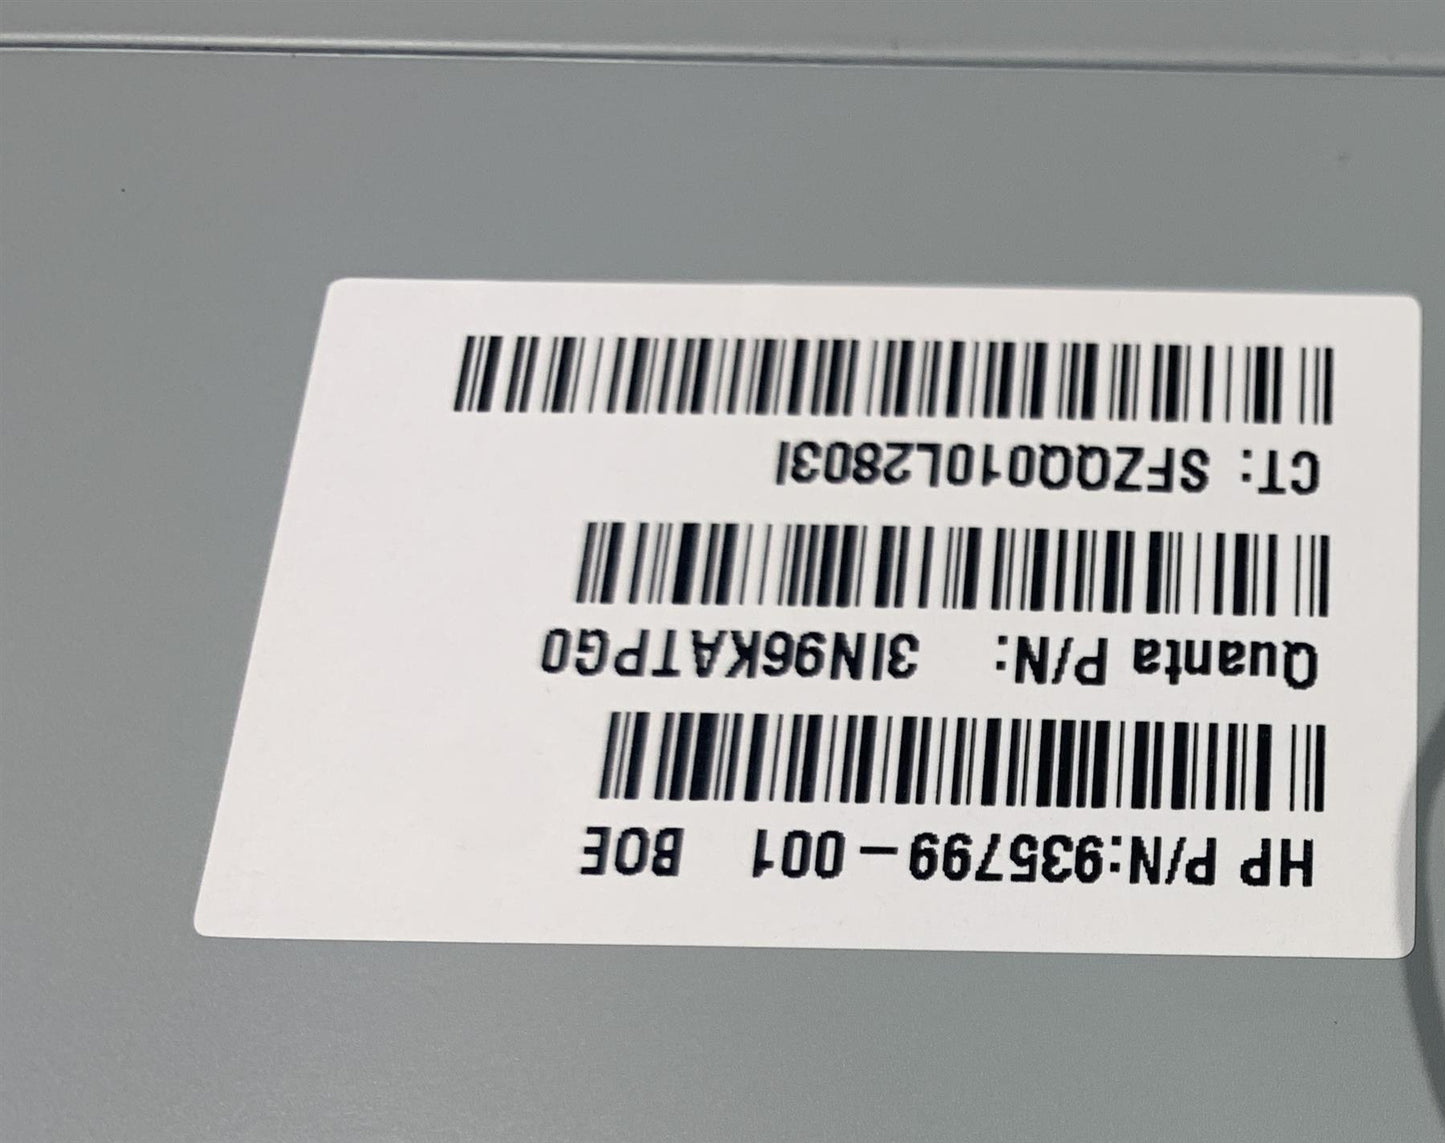 HP P/N:935799-001 BOE
Quanta P/N: 3IN96KATPG0
CT: SFZQQ010L2803I